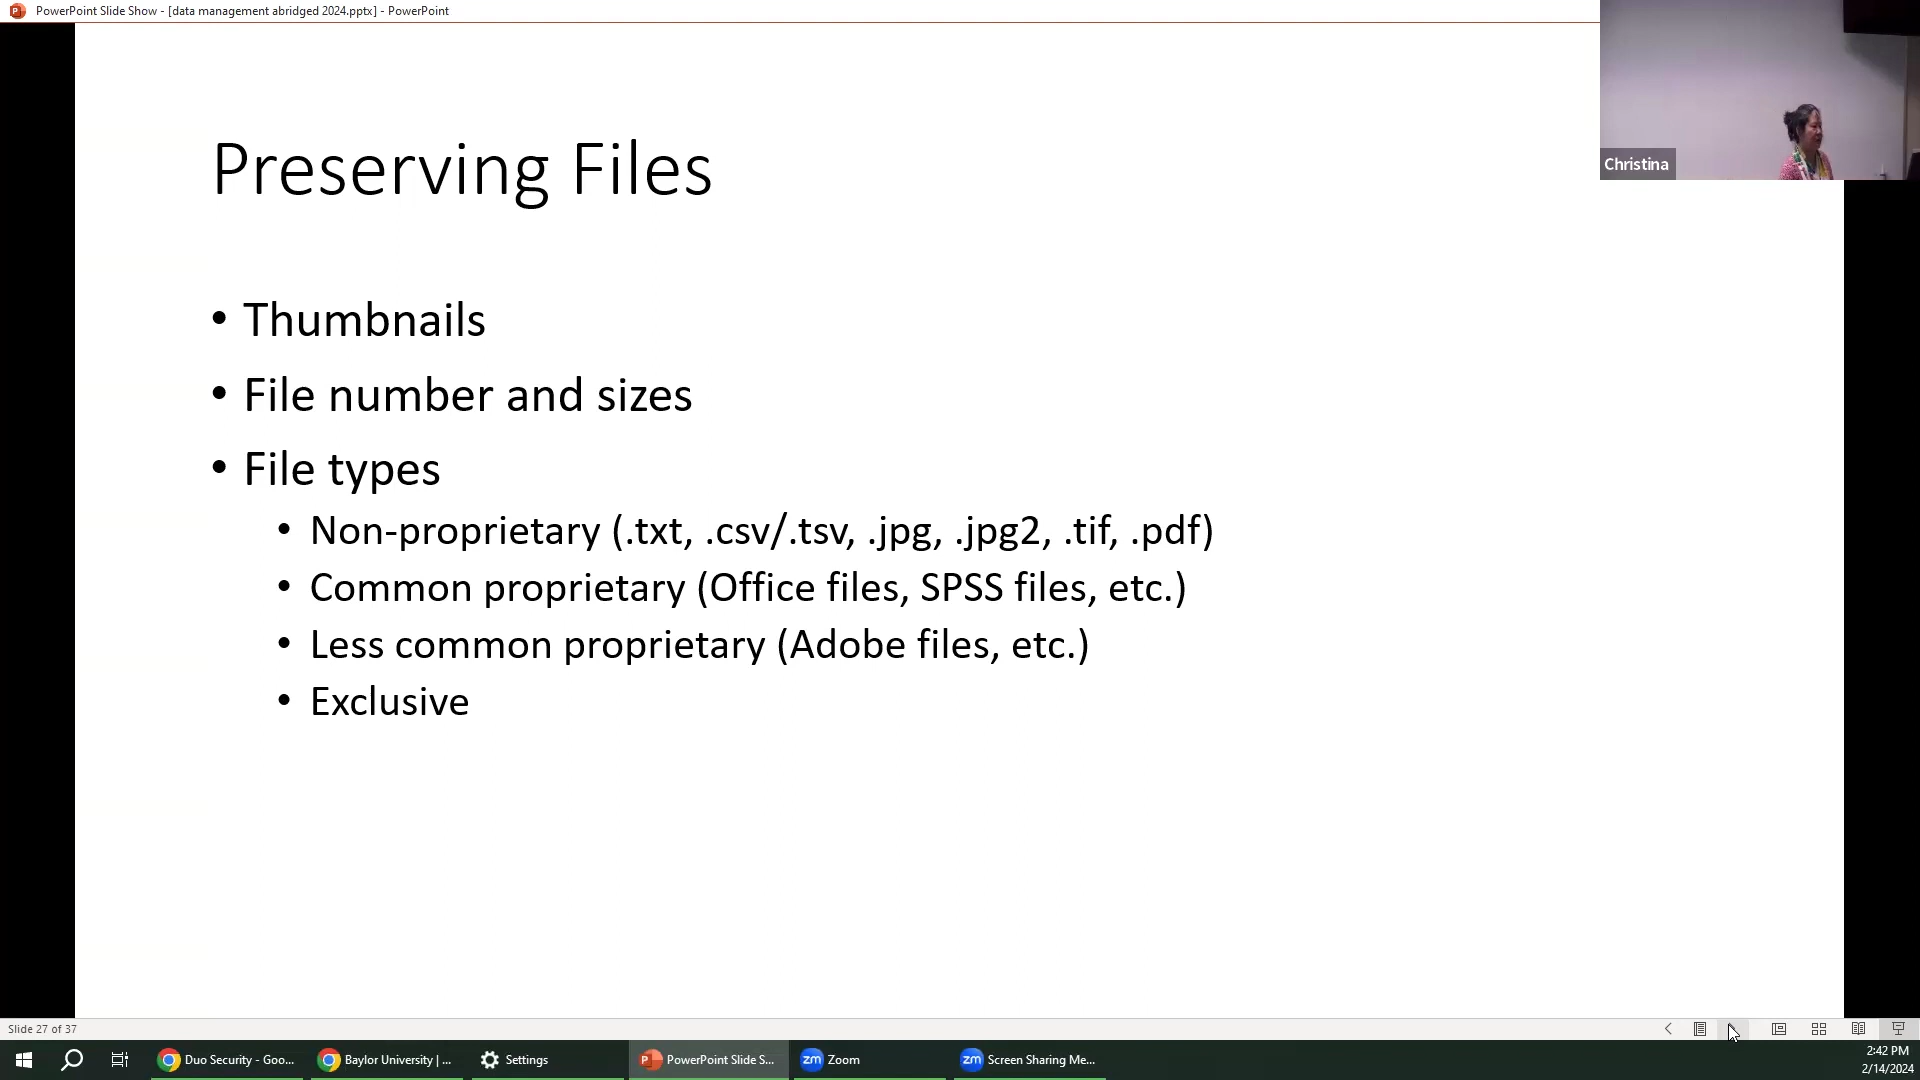 PowerPoint Slide Show - [data management abridged 2024.pptx] - PowerPoint
Christina
Preserving Files
• Thumbnails
• File number and sizes
• File types
• Non-proprietary (.txt, .csv/.tsv, .jpg, .jpg2, .tif, .pdf)
• Common proprietary (Office files, SPSS files, etc.)
• Less common proprietary (Adobe files, etc.)
• Exclusive
Slide 27 of 37
Duo Security - Goo...
Baylor University | ...
Settings
PowerPoint Slide S...
zm Zoom
zm Screen Sharing Me...
2:42 PM
2/14/2024